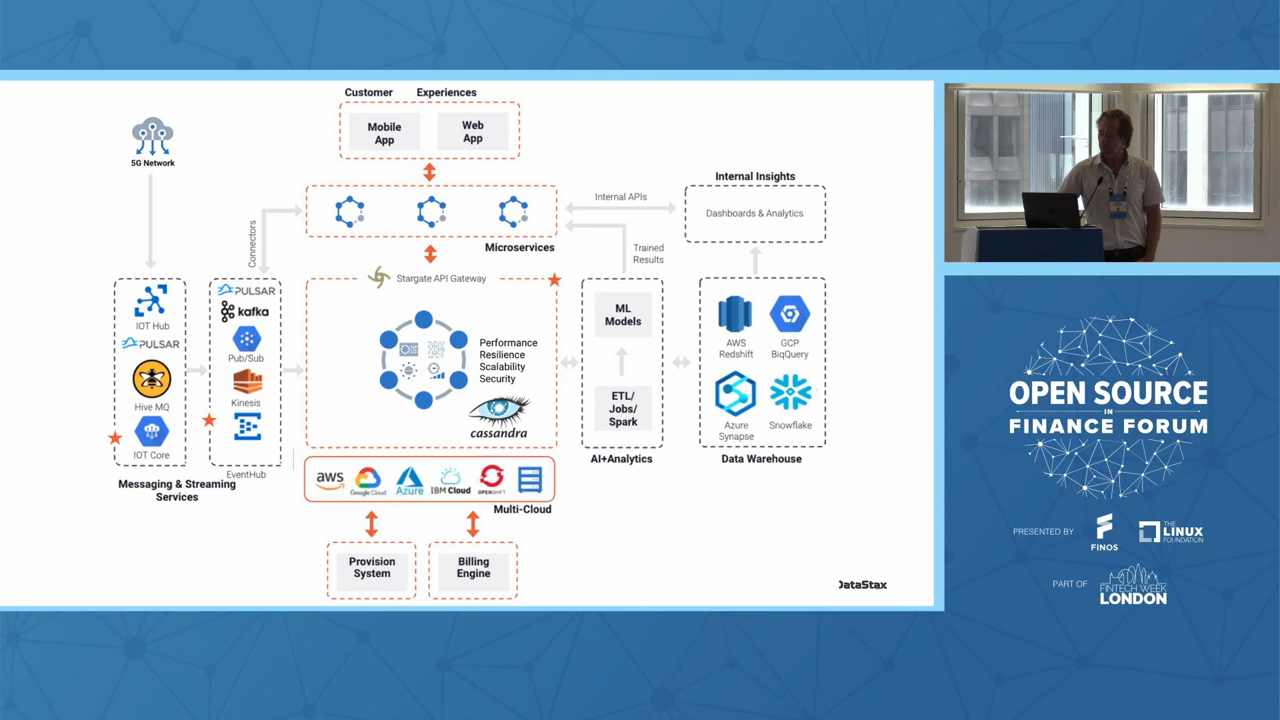 Customer Experiences
Mobile
App
Web
App
5G Network
Connectors
Microservices
Internal APIs
Trained
Results
Internal Insights
Dashboards & Analytics
Stargate API Gateway
IOT Hub
PULSAR
Hive MQ
IOT Core
Messaging & Streaming
Services
PULSAR
kafka
Pub/Sub
Kinesis
EventHub
Performance
Resilience
Scalability
Security
cassandra
ML
Models
ETL/
Jobs/
Spark
AI+Analytics
AWS
Redshift
GCP
BiqQuery
Azure
Synapse
Snowflake
Data Warehouse
aws
Google Cloud
Azure
IBM Cloud
OPENSHIFT
Multi-Cloud
Provision
System
Billing
Engine
DataStax
OPEN SOURCE
IN
FINANCE FORUM
PRESENTED BY
FINOS
THE
LINUX
FOUNDATION
PART OF
FINTECH WEEK
LONDON